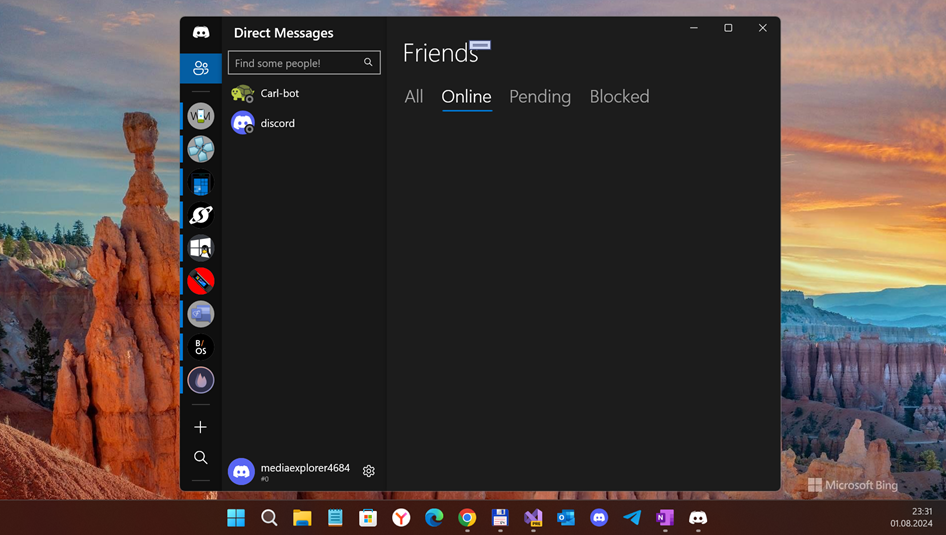 Direct Messages
Find some people!
Carl-bot
discord
mediaexplorer4684
#0
Friends
All Online Pending Blocked
B/
OS
Microsoft Bing
23:31
01.08.2024